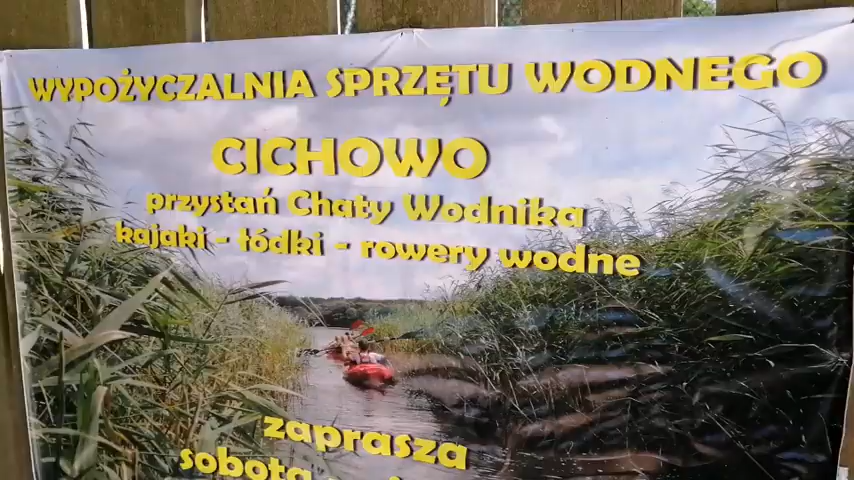 WYPOŻYCZALNIA SPRZĘTU WODNEGO
CICHOWO
przystań Chaty Wodnika
kajaki - łódki - rowery wodne
zaprasza
sobota